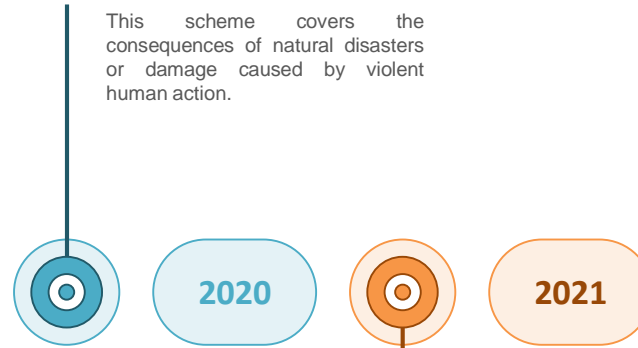 This scheme covers the
consequences of natural disasters
or damage caused by violent
human action.
2020
2021